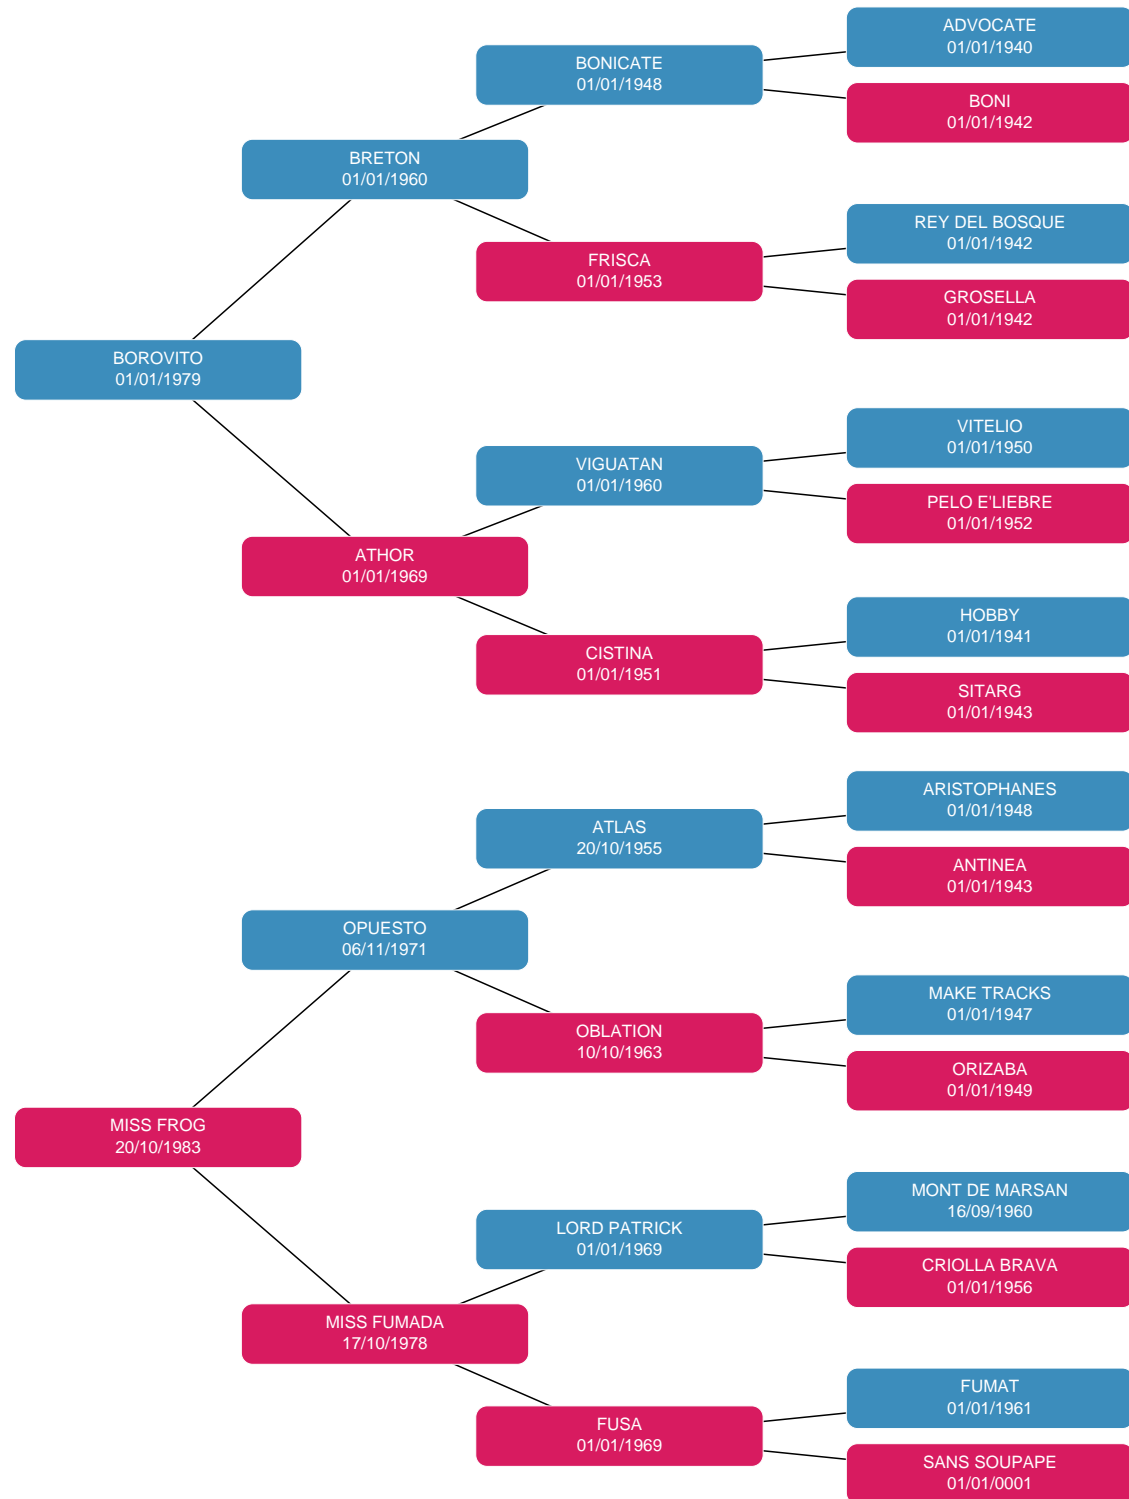 ADVOCATE
01/01/1940
BONICATE
01/01/1948
BONI
01/01/1942
BRETON
01/01/1960
REY DEL BOSQUE
01/01/1942
FRISCA
01/01/1953
GROSELLA
01/01/1942
BOROVITO
01/01/1979
VITELIO
01/01/1950
VIGUATAN
01/01/1960
PELO E'LIEBRE
01/01/1952
ATHOR
01/01/1969
HOBBY
01/01/1941
CISTINA
01/01/1951
SITARG
01/01/1943
ARISTOPHANES
01/01/1948
ATLAS
20/10/1955
ANTINEA
01/01/1943
OPUESTO
06/11/1971
MAKE TRACKS
01/01/1947
OBLATION
10/10/1963
ORIZABA
01/01/1949
MISS FROG
20/10/1983
MONT DE MARSAN
16/09/1960
LORD PATRICK
01/01/1969
CRIOLLA BRAVA
01/01/1956
MISS FUMADA
17/10/1978
FUMAT
01/01/1961
FUSA
01/01/1969
SANS SOUPAPE
01/01/0001